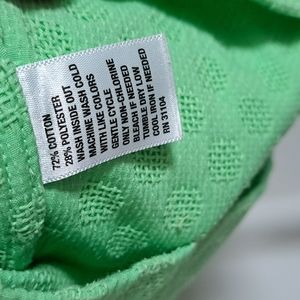 72% COTTON
28% POLYESTER
WASH INSIDE OUT
MACHINE WASH COLD
WITH LIKE COLORS
GENTLE CYCLE
ONLY NON-CHLORINE
BLEACH IF NEEDED
TUMBLE DRY LOW
COOL IRON IF NEEDED
RN 31104